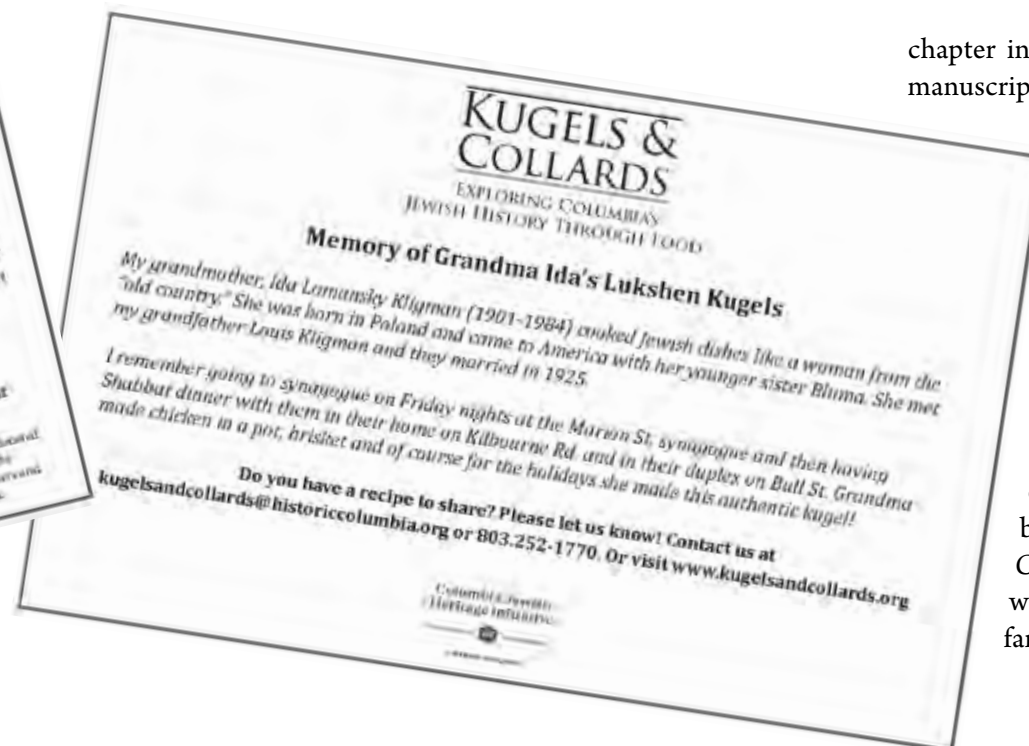 chapter in
manuscrip
KUGELS &
COLLARDS
EXPLORING COLUMBIA'S
JEWISH HISTORY THROUGH FOOD
Memory of Grandma Ida's Lukshen Kugels
My grandmother, Ida Lomansky Kligman (1901-1984) cooked Jewish dishes like a woman from the
"old country." She was born in Poland and came to America with her younger sister Bluma. She met
my grandfather Louis Kligman and they married in 1925.
I remember going to synagogue on Friday nights at the Marion St. synagogue and then having
Shabbat dinner with them in their home on Kilbourne Rd. and in their duplex on Bull St. Grandma
made chicken in a pot, brisket and of course for the holidays she made this authentic kugel!
Do you have a recipe to share? Please let us know! Contact us at
kugelsandcollards@historiccolumbia.org or 803.252-1770. Or visit www.kugelsandcollards.org
Columbia Jewish
Heritage Initiative
b
C
w
far